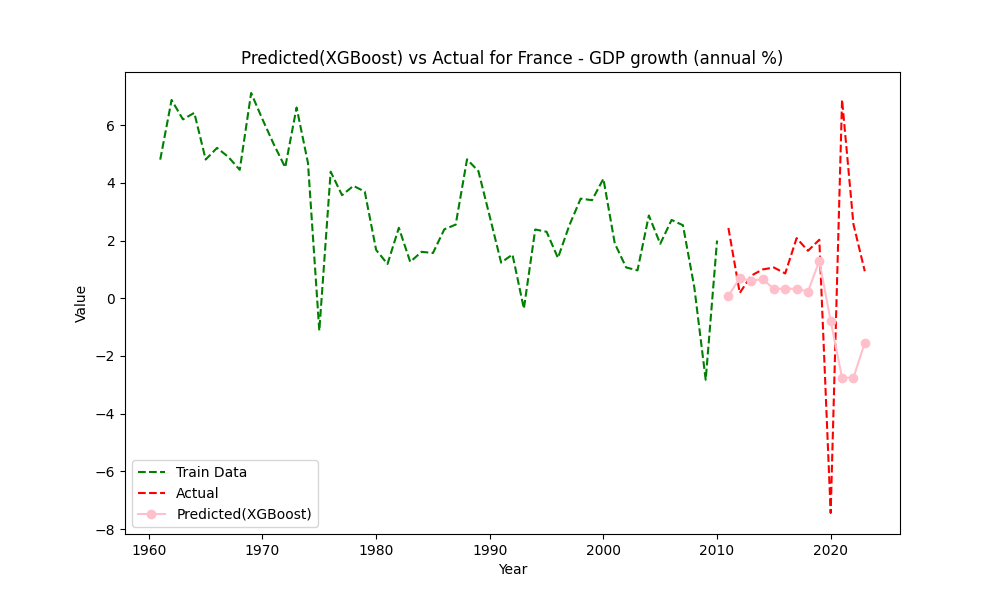 Predicted(XGBoost) vs Actual for France - GDP growth (annual %)
Value
6
4
2
0
−2
−4
−6
−8
Train Data
Actual
Predicted(XGBoost)
1960 1970 1980 1990 2000 2010 2020
Year